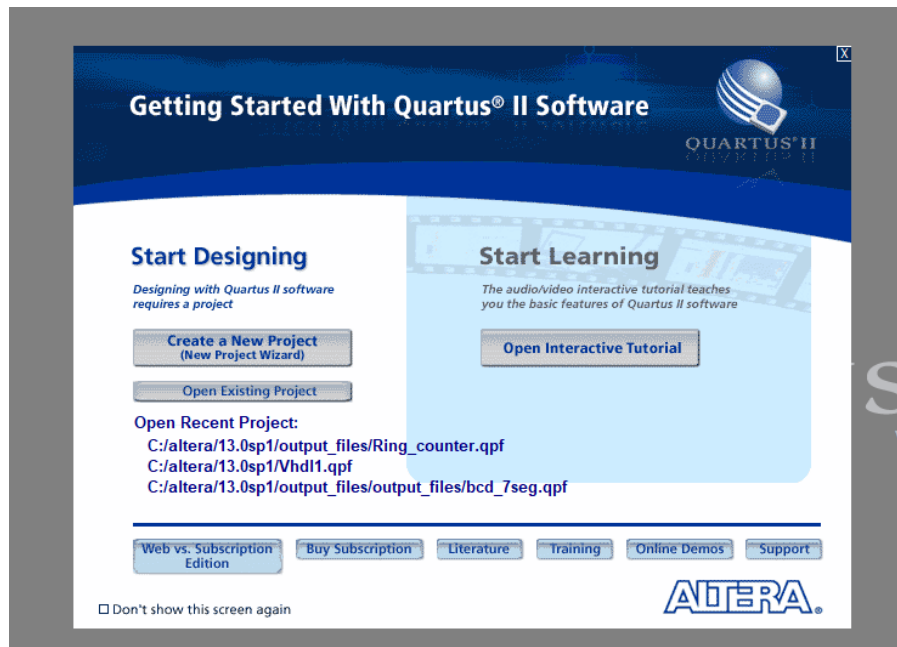 X
Getting Started With Quartus® II Software
QUARTUS® II
Start Designing
Designing with Quartus II software
requires a project
Create a New Project
(New Project Wizard)
Open Existing Project
Start Learning
The audio/video interactive tutorial teaches
you the basic features of Quartus II software
Open Interactive Tutorial
Open Recent Project:
C:/altera/13.0sp1/output_files/Ring_counter.qpf
C:/altera/13.0sp1/Vhdl1.qpf
C:/altera/13.0sp1/output_files/output_files/bcd_7seg.qpf
Web vs. Subscription
Edition
Buy Subscription
Literature
Training
Online Demos
Support
Don't show this screen again
ALTERA®